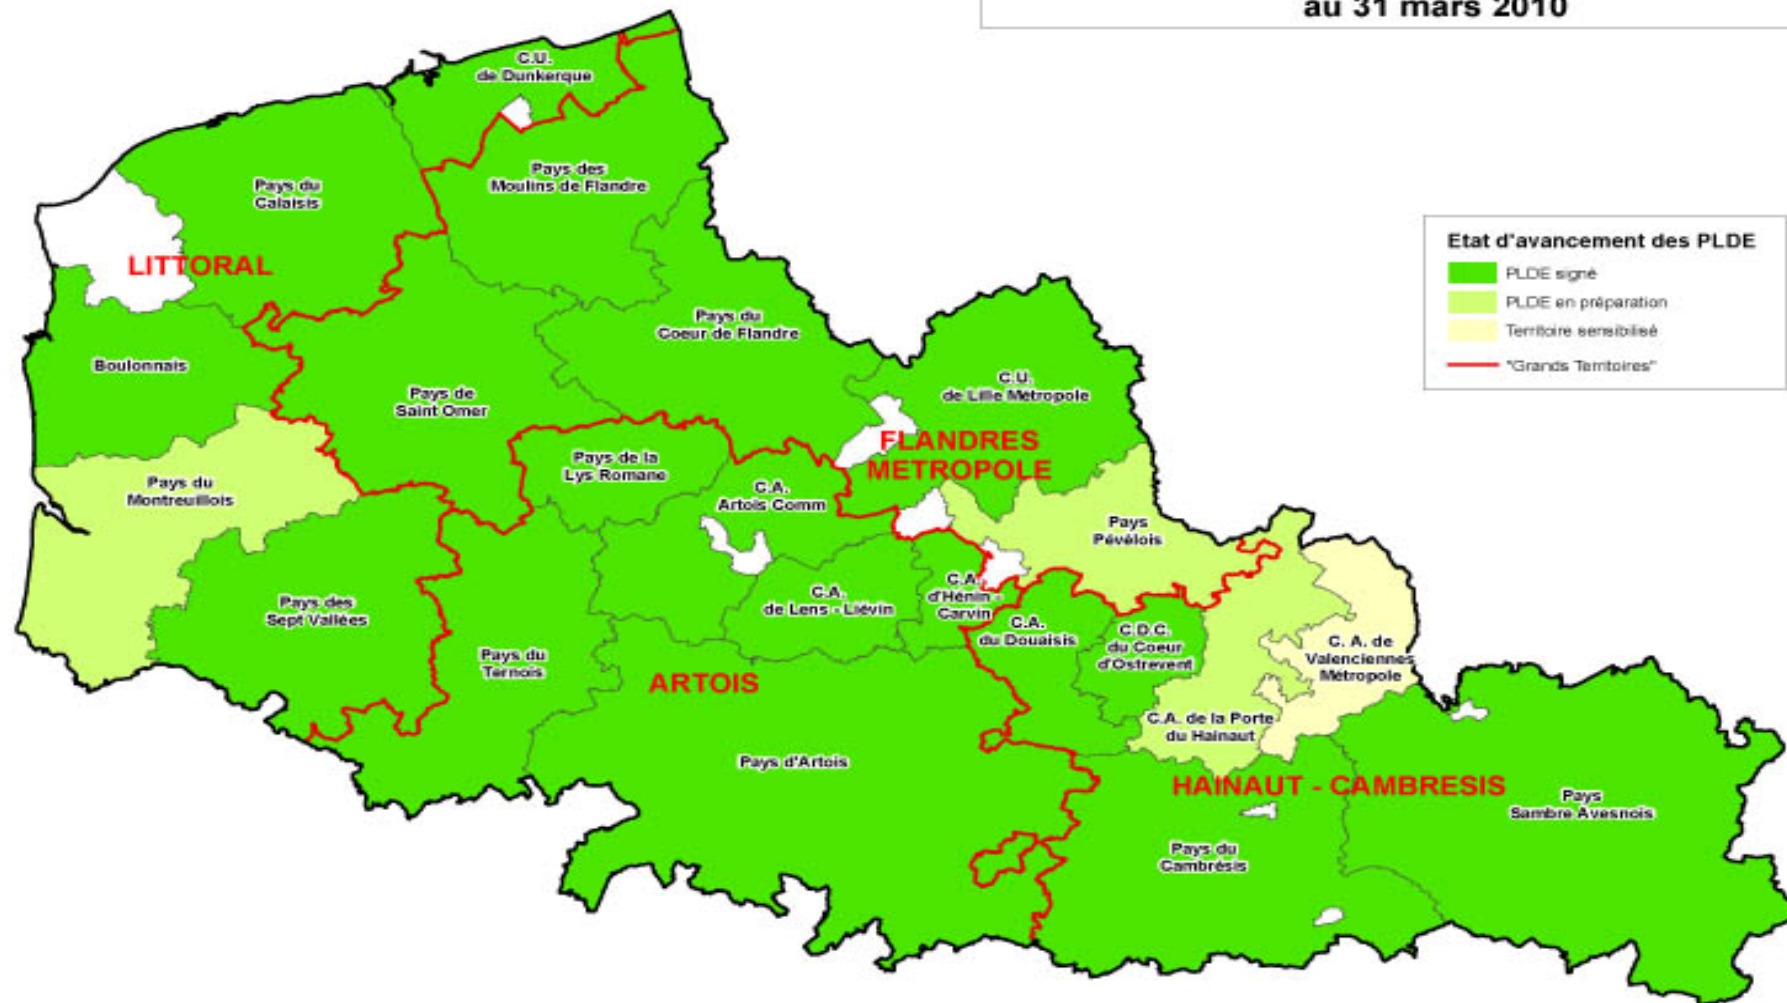 au 31 mars 2010
C.U.
de Dunkerque
Pays des
Moulins de Flandre
Pays du
Calaisis
LITTORAL
Etat d'avancement des PLDE
PLDE signé
PLDE en préparation
Territoire sensibilisé
"Grands Territoires"
Pays du
Coeur de Flandre
Boulonnais
Pays de
Saint Omer
C.U.
de Lille Métropole
FLANDRES
METROPOLE
Pays de la
Lys Romane
Pays du
Montreuillois
C.A.
Artois Comm
Pays
Pévélois
C.A.
de Lens - Liévin
C.A.
d'Hénin -
Carvin
Pays des
Sept Vallées
C.A.
du Douaisis
C.D.C.
du Coeur
d'Ostrevent
C. A. de
Valenciennes
Métropole
Pays du
Ternois
ARTOIS
C.A. de la Porte
du Hainaut
Pays d'Artois
HAINAUT - CAMBRESIS
Pays
Sambre Avesnois
Pays du
Cambrésis